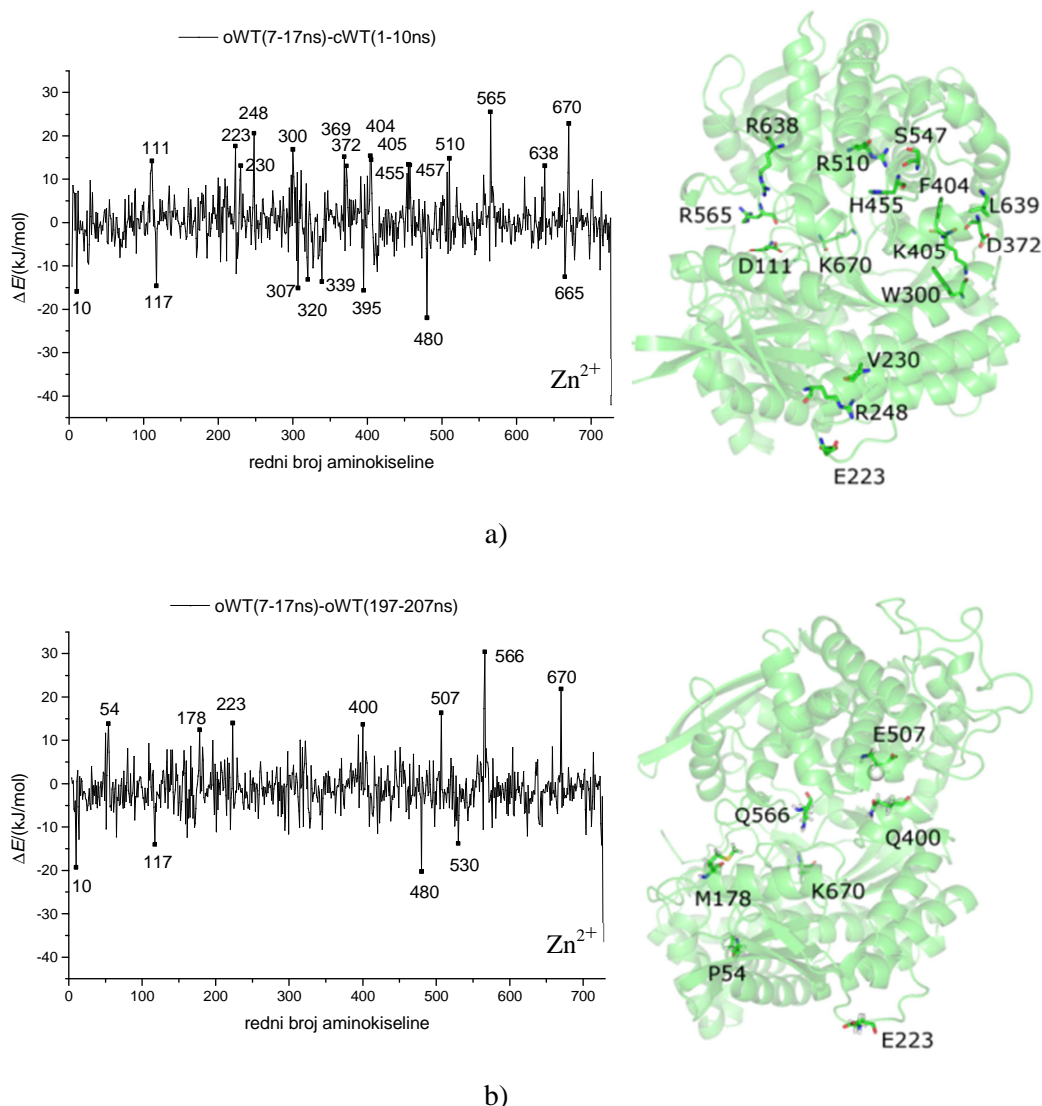 oWT(7-17ns)-cWT(1-10ns)
30
20
10
0
-10
-20
-30
-40
ΔE/(kJ/mol)
111
223
248
230
300
369
372
404
405
455
457
510
565
638
670
10
117
307
320
339
395
480
665
Zn2+
0 100 200 300 400 500 600 700
redni broj aminokiseline
R638
S547
R510
F404
H455
L639
R565
D372
K405
D111
K670
W300
V230
R248
E223
a)
oWT(7-17ns)-oWT(197-207ns)
30
20
10
0
-10
-20
-30
-40
ΔE/(kJ/mol)
54
178
223
400
507
566
670
10
117
480
530
Zn2+
0 100 200 300 400 500 600 700
redni broj aminokiseline
E507
Q566
Q400
M178
K670
P54
E223
b)